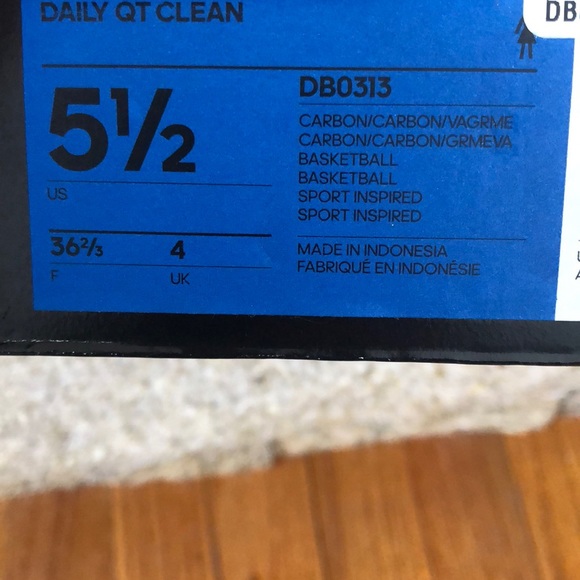 DAILY QT CLEAN
DB
5½
US
36⅔
F
4
UK
DB0313
CARBON/CARBON/VAGRME
CARBON/CARBON/GRMEVA
BASKETBALL
BASKETBALL
SPORT INSPIRED
SPORT INSPIRED
MADE IN INDONESIA
FABRIQUÉ EN INDONÉSIE